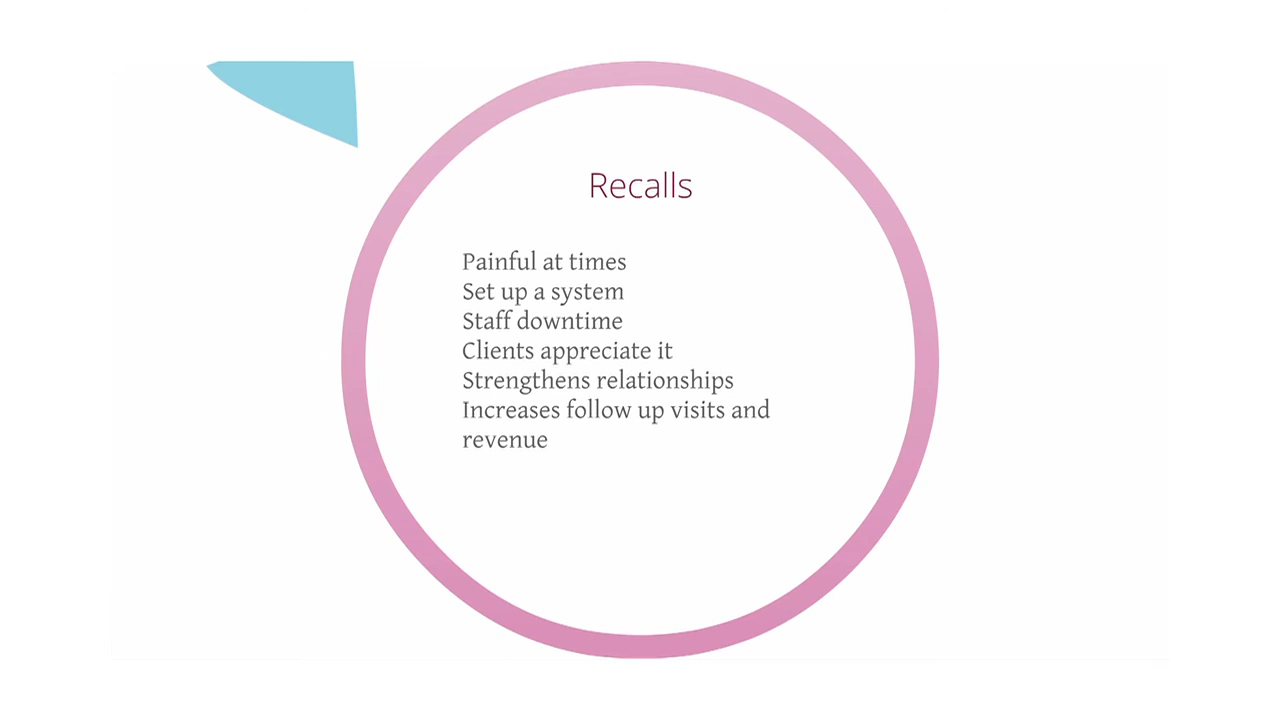 Recalls
Painful at times
Set up a system
Staff downtime
Clients appreciate it
Strengthens relationships
Increases follow up visits and
revenue